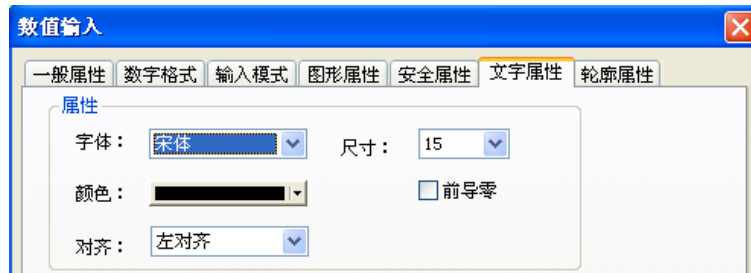 数值输入
一般属性 数字格式 输入模式 图形属性 安全属性 文字属性 轮廓属性
属性
字体： 宋体 尺寸： 15
颜色： 前导零
对齐： 左对齐